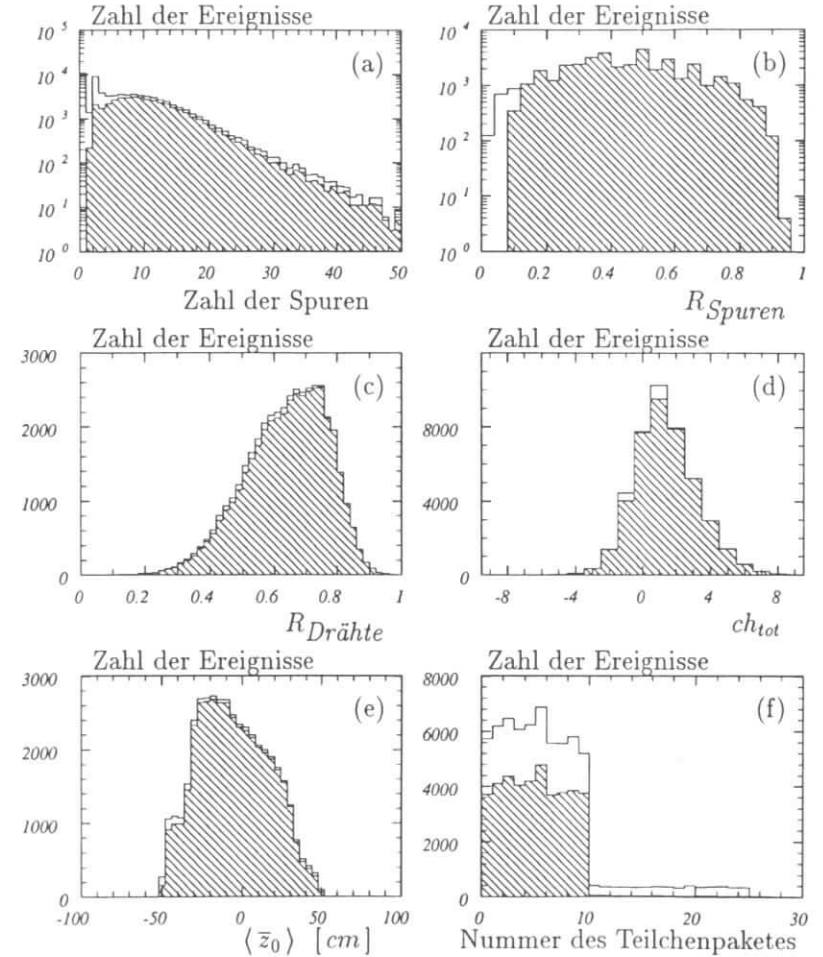 Zahl der Ereignisse
10^5
10^4
10^3
10^2
10^1
10^0
(a)
0 10 20 30 40 50
Zahl der Spuren
Zahl der Ereignisse
10^4
10^3
10^2
10^1
10^0
(b)
0 0.2 0.4 0.6 0.8 1
R_Spuren
Zahl der Ereignisse
3000
2000
1000
0
(c)
0 0.2 0.4 0.6 0.8 1
R_Drähte
Zahl der Ereignisse
8000
4000
0
(d)
-8 -4 0 4 8
ch_tot
Zahl der Ereignisse
3000
2000
1000
0
(e)
-100 -50 0 50 100
⟨ z̅_0 ⟩ [cm]
Zahl der Ereignisse
8000
6000
4000
2000
0
(f)
0 10 20 30
Nummer des Teilchenpaketes